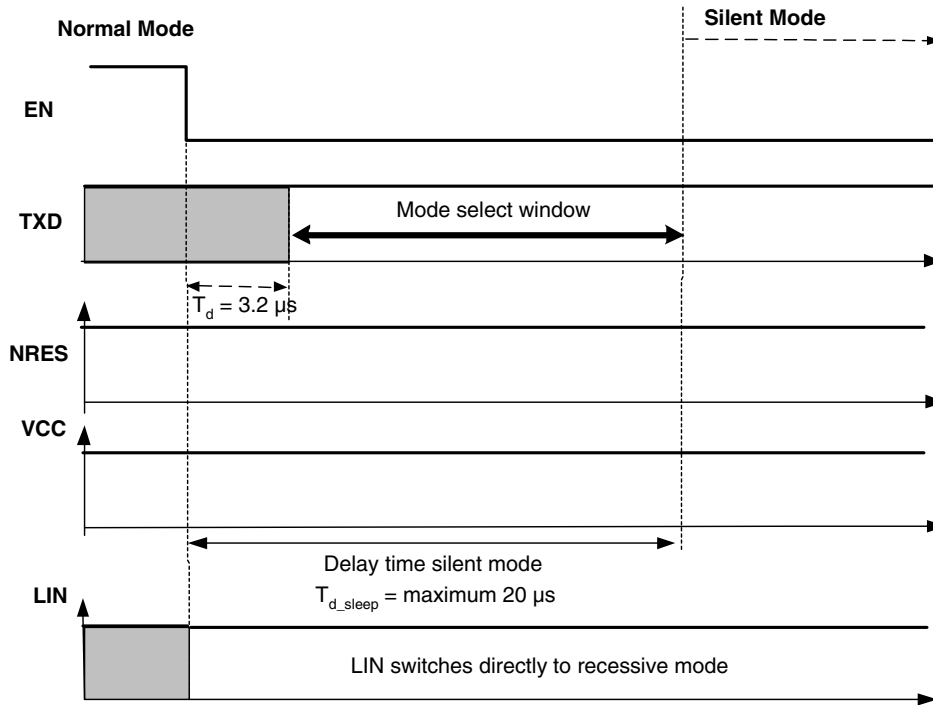 Normal Mode
Silent Mode
EN
TXD
Mode select window
T_d = 3.2 µs
NRES
VCC
Delay time silent mode
T_d_sleep = maximum 20 µs
LIN
LIN switches directly to recessive mode